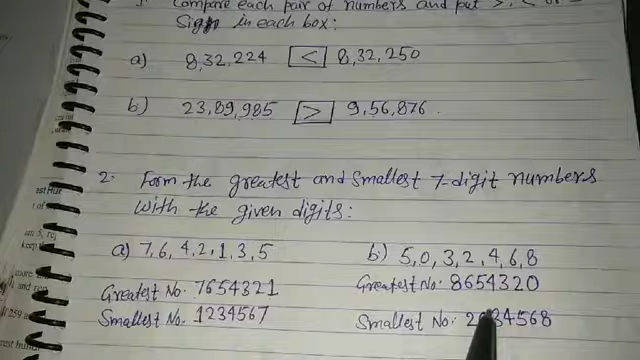 1. Compare each pair of numbers and put >, < or =
Sign in each box:
a) 8,32,224 < 8,32,250
b) 23,89,985 > 9,56,876.
2. Form the greatest and smallest 7-digit numbers
with the given digits:
a) 7,6,4,2,1,3,5
b) 5,0,3,2,4,6,8
Greatest No. 7654321
Greatest No. 8654320
Smallest No. 1234567
Smallest No: 2034568